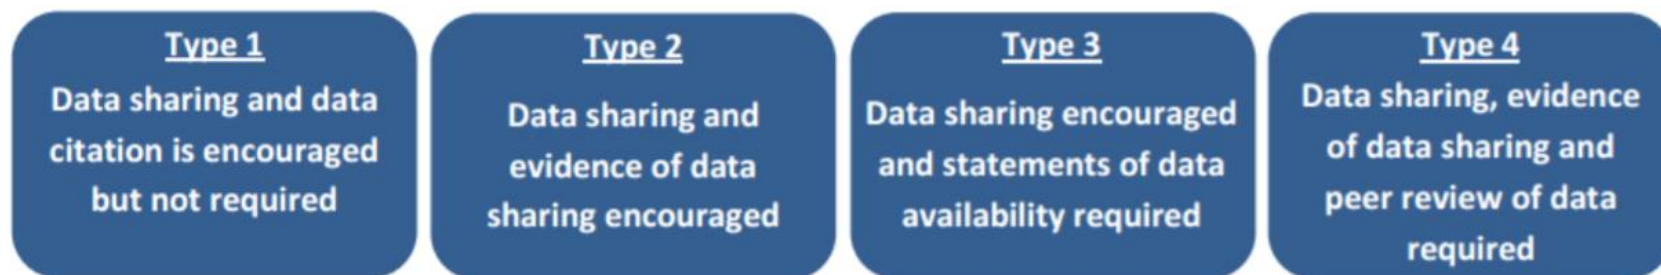 Type 1
Data sharing and data
citation is encouraged
but not required
Type 2
Data sharing and
evidence of data
sharing encouraged
Type 3
Data sharing encouraged
and statements of data
availability required
Type 4
Data sharing, evidence
of data sharing and
peer review of data
required